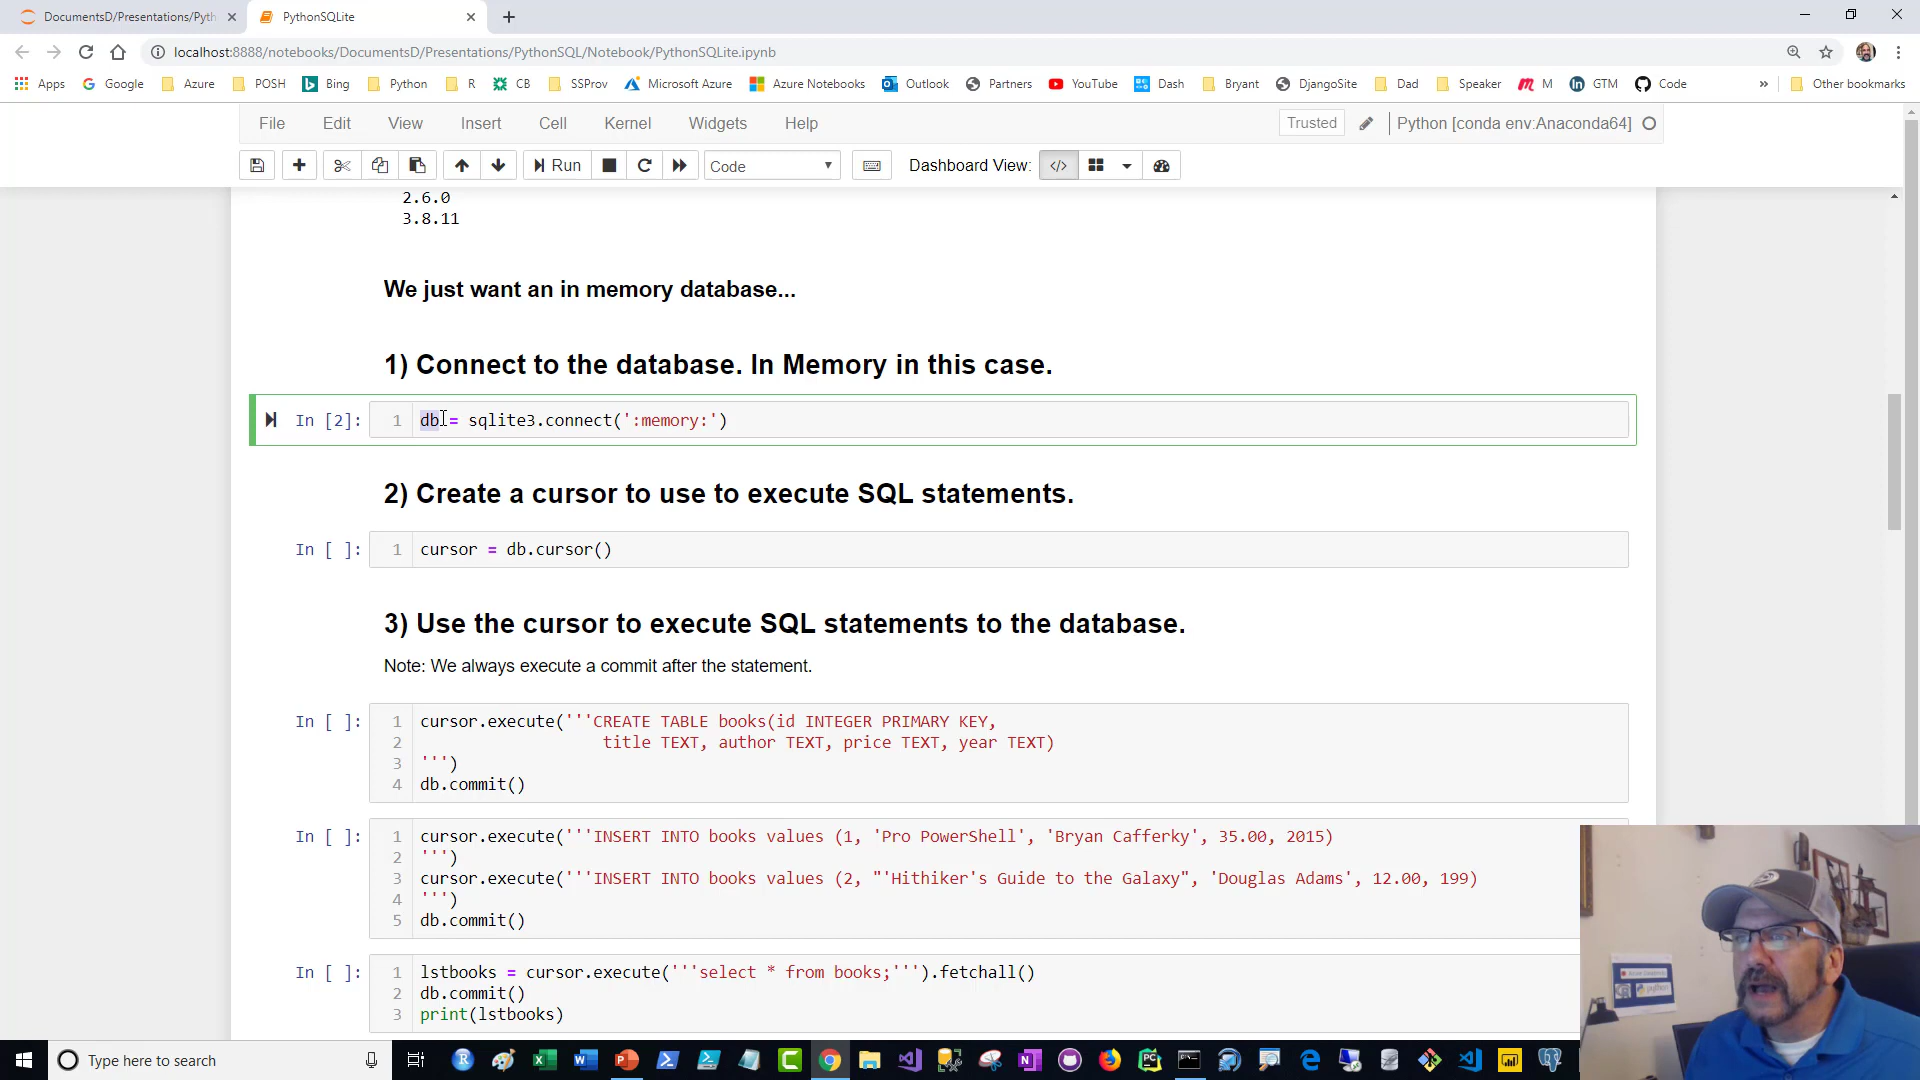 DocumentsD/Presentations/Pyth
PythonSQLite
localhost:8888/notebooks/DocumentsD/Presentations/PythonSQL/Notebook/PythonSQLite.ipynb
Apps Google Azure POSH Bing Python R CB SSProv Microsoft Azure Azure Notebooks Outlook Partners YouTube Dash Bryant DjangoSite Dad Speaker M GTM Code » Other bookmarks
File Edit View Insert Cell Kernel Widgets Help Trusted Python [conda env:Anaconda64]
Run Code Dashboard View:
2.6.0
3.8.11
We just want an in memory database...
1) Connect to the database. In Memory in this case.
In [2]: 1 db = sqlite3.connect(':memory:')
2) Create a cursor to use to execute SQL statements.
In [ ]: 1 cursor = db.cursor()
3) Use the cursor to execute SQL statements to the database.
Note: We always execute a commit after the statement.
In [ ]: 1 cursor.execute('''CREATE TABLE books(id INTEGER PRIMARY KEY,
2 title TEXT, author TEXT, price TEXT, year TEXT)
3 ''')
4 db.commit()
In [ ]: 1 cursor.execute('''INSERT INTO books values (1, 'Pro PowerShell', 'Bryan Cafferky', 35.00, 2015)
2 ''')
3 cursor.execute('''INSERT INTO books values (2, "'Hithiker's Guide to the Galaxy", 'Douglas Adams', 12.00, 199)
4 ''')
5 db.commit()
In [ ]: 1 lstbooks = cursor.execute('''select * from books;''').fetchall()
2 db.commit()
3 print(lstbooks)
python
Type here to search